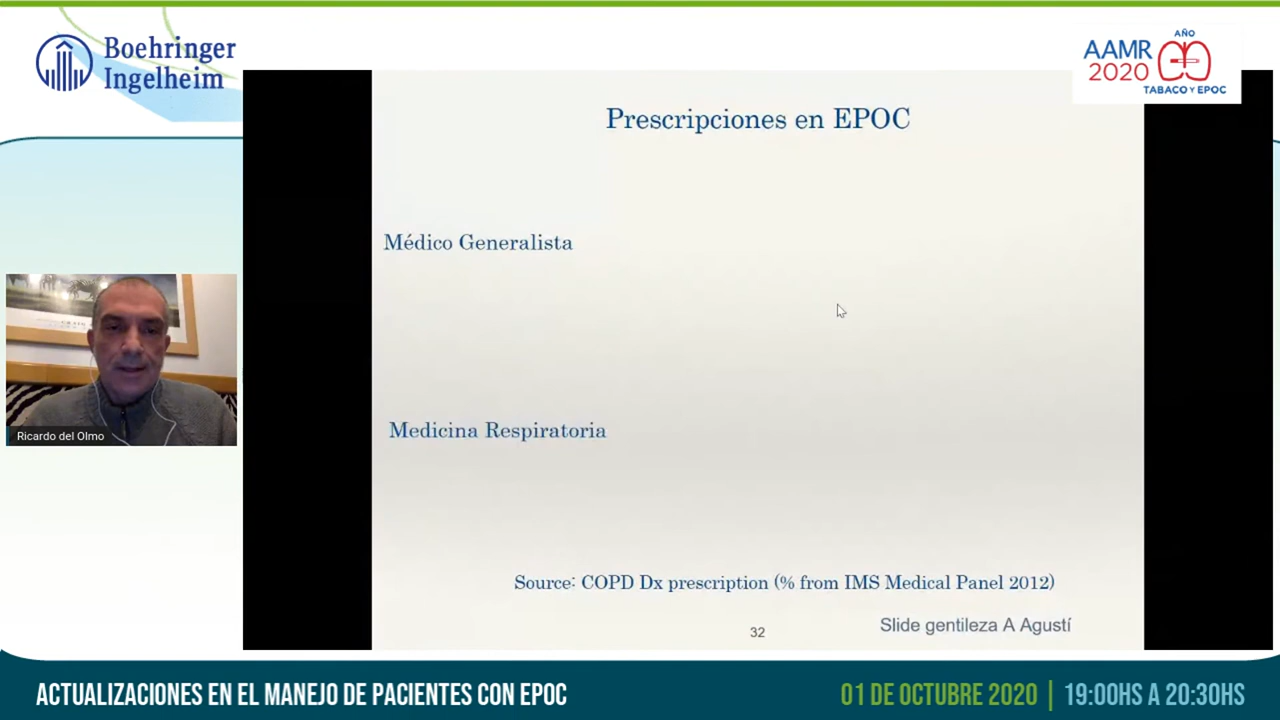 Boehringer
Ingelheim
AAMR
2020
AÑO
TABACO Y EPOC
Prescripciones en EPOC
Médico Generalista
Medicina Respiratoria
Source: COPD Dx prescription (% from IMS Medical Panel 2012)
32
Slide gentileza A Agustí
Ricardo del Olmo
ACTUALIZACIONES EN EL MANEJO DE PACIENTES CON EPOC
01 DE OCTUBRE 2020 | 19:00HS A 20:30HS